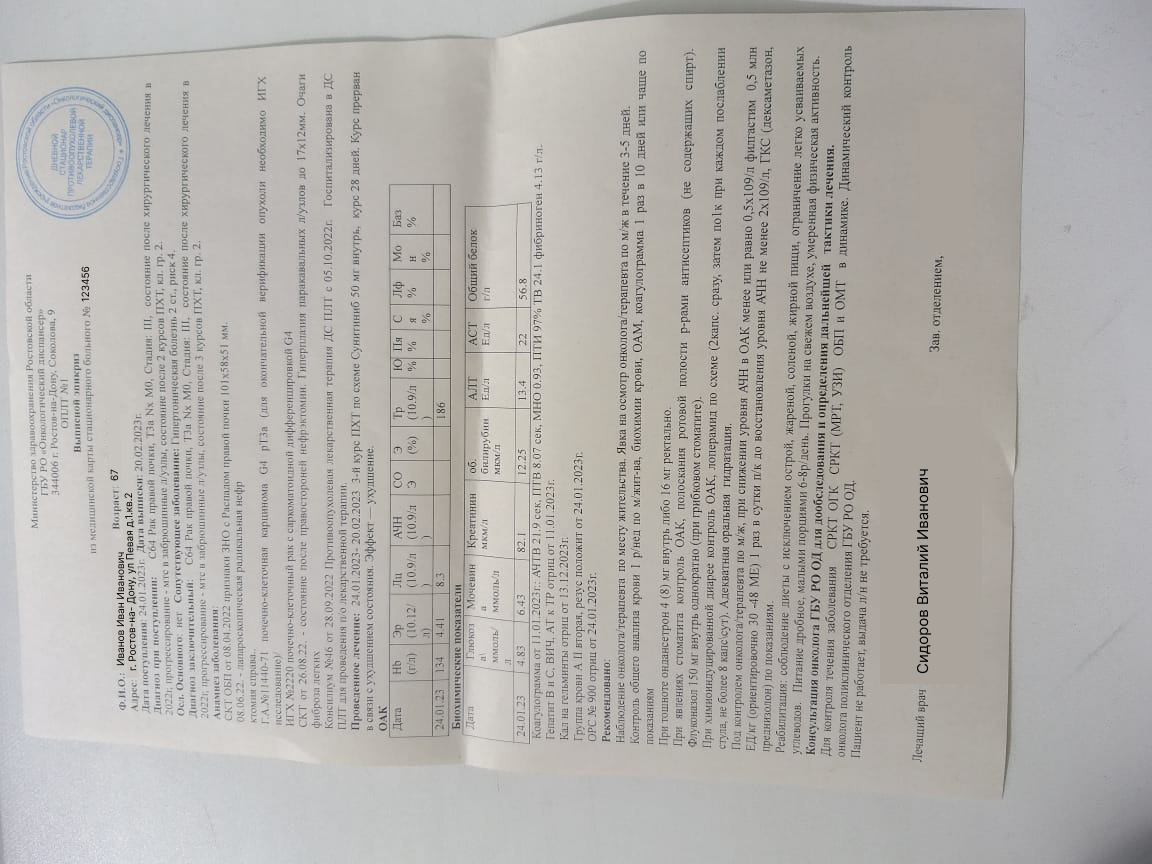 Министерство здравоохранения Ростовской области
ГБУ РО «Онкологический диспансер»
344006 г. Ростов-на-Дону, Соколова, 9
ОТПЛТ №1
Выписной эпикриз
из медицинской карты стационарного больного № 123456
ДНЕВНОЙ
СТАЦИОНАР
ПРОТИВООПУХОЛЕВОЙ
ЛЕКАРСТВЕННОЙ
ТЕРАПИИ
Ф.И.О.: Иванов Иван Иванович Возраст: 67
Адрес: г. Ростов-на- Дону, ул Левая д.1.кв.2
Дата поступления: 24.01.2023г. Дата выписки: 20.02.2023г.
Диагноз при поступлении: С64 Рак правой почки, Т3а Nx М0, Стадия: III, состояние после хирургического лечения в
2022г, прогрессирование - мтс в забрюшинные л/узлы, состояние после 2 курсов ПХТ, кл. гр. 2.
Осл. Основного: нет Сопутствующее заболевание: Гипертоническая болезнь 2 ст., риск 4.
Диагноз заключительный: С64 Рак правой почки, Т3а Nx М0, Стадия: III, состояние после хирургического лечения в
2022г, прогрессирование - мтс в забрюшинные л/узлы, состояние после 3 курсов ПХТ, кл. гр. 2.
Анамнез заболевания:
СКТ ОБП от 08.04.2022 признаки ЗНО с Распадом правой почки 101х58х51 мм.
08.06.22. - лапароскопическая радикальная нефр
эктомия справа.
Г.А.№11440-71 почечно-клеточная карцинома G4 рТ3а (для окончательной верификации опухоли необходимо ИГХ
исследование)/
ИГХ №2220 почечно-клеточный рак с саркоматоидной дифференцировкой G4
СКТ от 26.08.22. - состояние после правосторонней нефрэктомии. Гиперплазия паракавальных л/узлов до 17х12мм. Очаги
фиброза легких
Консилиум №46 от 28.09.2022 Противоопухолевая лекарственная терапия ДС ПЛТ с 05.10.2022г. Госпитализирована в ДС
ПЛТ для проведения п/о лекарственной терапии.
Проведенное лечение: 24.01.2023- 20.02.2023 3-й курс ПХТ по схеме Сунитиниб 50 мг внутрь, курс 28 дней. Курс прерван
в связи с ухудшением состояния. Эффект — ухудшение.
ОАК
Дата Hb (г/л) Эр (10.12/л) Лц (10.9/л) АЧН (10.9/л) СОЭ Э (%) Тр (10.9/л) Ю % Пя % Ся % Лф % Мон % Баз %
24.01.23 134 4.41 8.3 186
Биохимические показатели
Дата Глюкоза\ ммоль/л Мочевина ммоль/л Креатинин мкм/л об. билирубин мкм/л АЛТ Ед/л АСТ Ед/л Общий белок г/л
24.01.23 4.83 6.43 82.1 12.25 13.4 22 56.8
Коагулограмма от 11.01.2023г.: АЧТВ 21.9 сек, ПТВ 8.07 сек, МНО 0.93, ПТИ 97% ТВ 24.1 фибриноген 4.13 г/л.
Гепатит В и С, ВИЧ, АТ к ТР отриц от 11.01.2023г.
Кал на гельминты отриц от 13.12.2023г.
Группа крови А II вторая, резус положит от 24.01.2023г.
ОРС № 000 отриц от 24.01.2023г.
Рекомендовано:
Наблюдение онколога/терапевта по месту жительства. Явка на осмотр онколога/терапевта по м/ж в течение 3-5 дней.
Контроль общего анализа крови 1 р/нед по м/жит-ва, биохимии крови, ОАМ, коагулограмма 1 раз в 10 дней или чаще по
показаниям
При тошноте ондансетрон 4 (8) мг внутрь либо 16 мг ректально.
При явлениях стоматита контроль ОАК, полоскания ротовой полости р-рами антисептиков (не содержащих спирт).
Флуконазол 150 мг внутрь однократно (при грибковом стоматите).
При химиоиндуцированной диарее контроль ОАК, лоперамид по схеме (2капс. сразу, затем по1к при каждом послаблении
стула, не более 8 капс/сут). Адекватная оральная гидратация.
Под контролем онколога/терапевта по м/ж, при снижении уровня АЧН в ОАК менее или равно 0,5х109/л филгастим 0,5 млн
ЕД/кг (ориентировочно 30 -48 МЕ) 1 раз в сутки п/к до восстановления уровня АЧН не менее 2х109/л, ГКС (дексаметазон,
преднизолон) по показаниям.
Реабилитация: соблюдение диеты с исключением острой, жареной, соленой, жирной пищи, ограничение легко усваиваемых
углеводов. Питание дробное, малыми порциями 6-8р/день. Прогулки на свежем воздухе, умеренная физическая активность.
Консультация онколога ГБУ РО ОД для дообследования и определения дальнейшей тактики лечения.
Для контроля течения заболевания СРКТ ОГК СРКТ (МРТ, УЗИ) ОБП и ОМТ в динамике. Динамический контроль
онколога поликлинического отделения ГБУ РО ОД.
Пациент не работает, выдача л/н не требуется.
Лечащий врач Сидоров Виталий Иванович Зав. отделением,